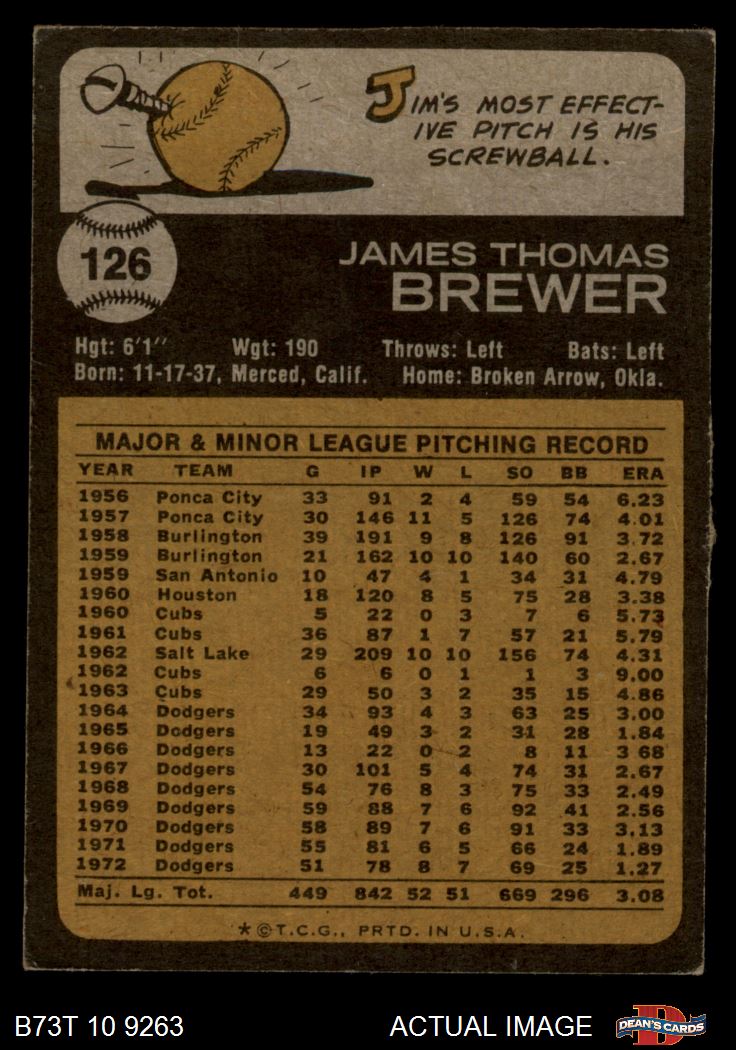 JIM'S MOST EFFECT-
IVE PITCH IS HIS
SCREWBALL.
126
JAMES THOMAS
BREWER
Hgt: 6'1" Wgt: 190 Throws: Left Bats: Left
Born: 11-17-37, Merced, Calif. Home: Broken Arrow, Okla.
MAJOR & MINOR LEAGUE PITCHING RECORD
YEAR TEAM G IP W L SO BB ERA
1956 Ponca City 33 91 2 4 59 54 6.23
1957 Ponca City 30 146 11 5 126 74 4.01
1958 Burlington 39 191 9 8 126 91 3.72
1959 Burlington 21 162 10 10 140 60 2.67
1959 San Antonio 10 47 4 1 34 31 4.79
1960 Houston 18 120 8 5 75 28 3.38
1960 Cubs 5 22 0 3 7 6 5.73
1961 Cubs 36 87 1 7 57 21 5.79
1962 Salt Lake 29 209 10 10 156 74 4.31
1962 Cubs 6 6 0 1 1 3 9.00
1963 Cubs 29 50 3 2 35 15 4.86
1964 Dodgers 34 93 4 3 63 25 3.00
1965 Dodgers 19 49 3 2 31 28 1.84
1966 Dodgers 13 22 0 2 8 11 3 68
1967 Dodgers 30 101 5 4 74 31 2.67
1968 Dodgers 54 76 8 3 75 33 2.49
1969 Dodgers 59 88 7 6 92 41 2.56
1970 Dodgers 58 89 7 6 91 33 3.13
1971 Dodgers 55 81 6 5 66 24 1.89
1972 Dodgers 51 78 8 7 69 25 1.27
Maj. Lg. Tot. 449 842 52 51 669 296 3.08
*©T.C.G., PRTD. IN U.S.A.
B73T 10 9263 ACTUAL IMAGE
D
DEAN'S CARDS